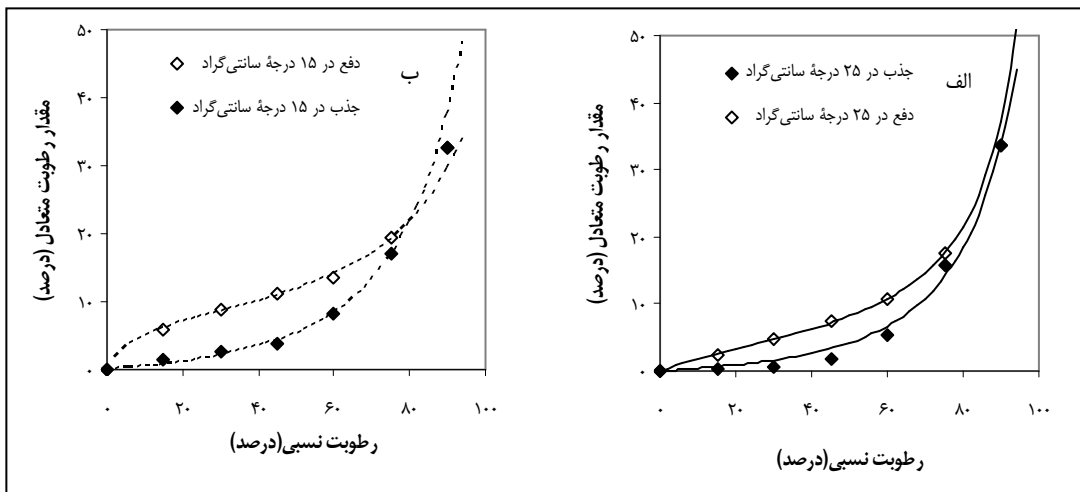 الف
جذب در ۲۵ درجهٔ سانتی‌گراد
دفع در ۲۵ درجهٔ سانتی‌گراد
مقدار رطوبت متعادل (درصد)
۵۰
۴۰
۳۰
۲۰
۱۰
۰
۰ ۲۰ ۴۰ ۶۰ ۸۰ ۱۰۰
رطوبت نسبی(درصد)
ب
دفع در ۱۵ درجهٔ سانتی‌گراد
جذب در ۱۵ درجهٔ سانتی‌گراد
مقدار رطوبت متعادل (درصد)
۵۰
۴۰
۳۰
۲۰
۱۰
۰
۰ ۲۰ ۴۰ ۶۰ ۸۰ ۱۰۰
رطوبت نسبی(درصد)